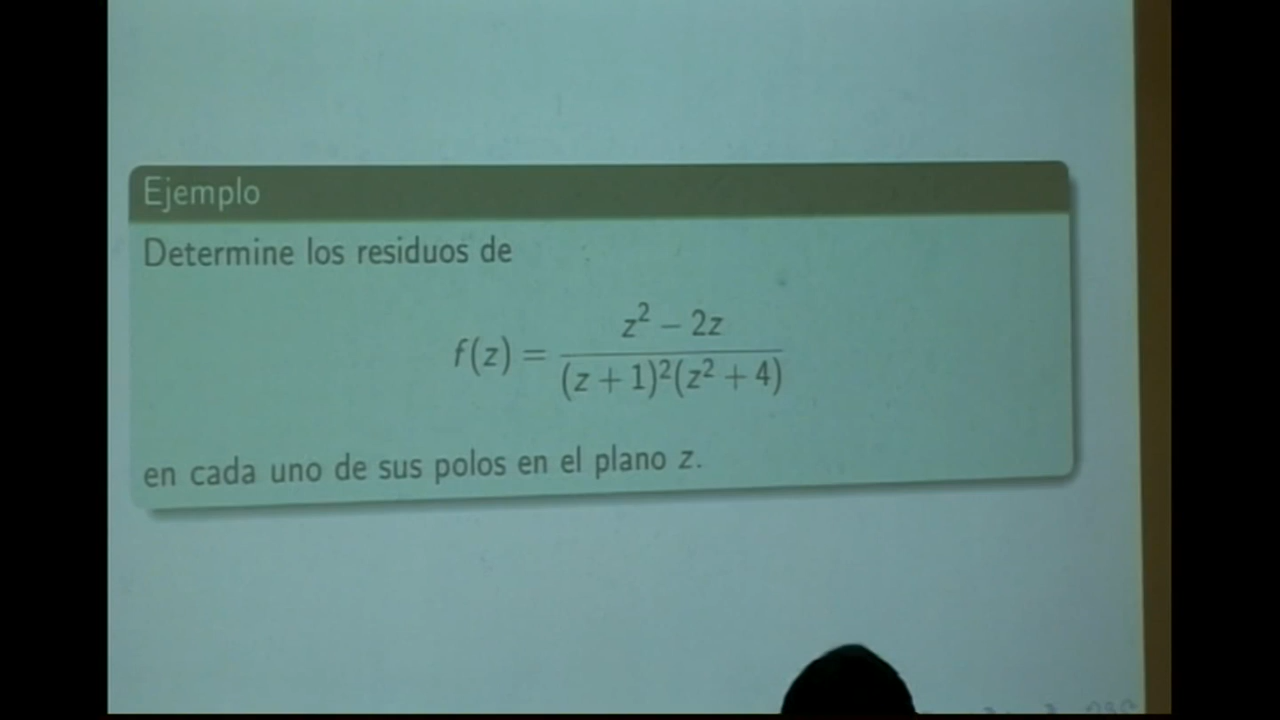 Ejemplo
Determine los residuos de
f(z) = \frac{z^2 - 2z}{(z + 1)^2(z^2 + 4)}
en cada uno de sus polos en el plano z.